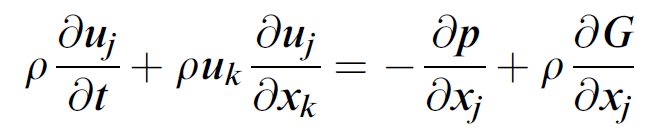 ρ ∂u_j/∂t + ρu_k ∂u_j/∂x_k = − ∂p/∂x_j + ρ ∂G/∂x_j